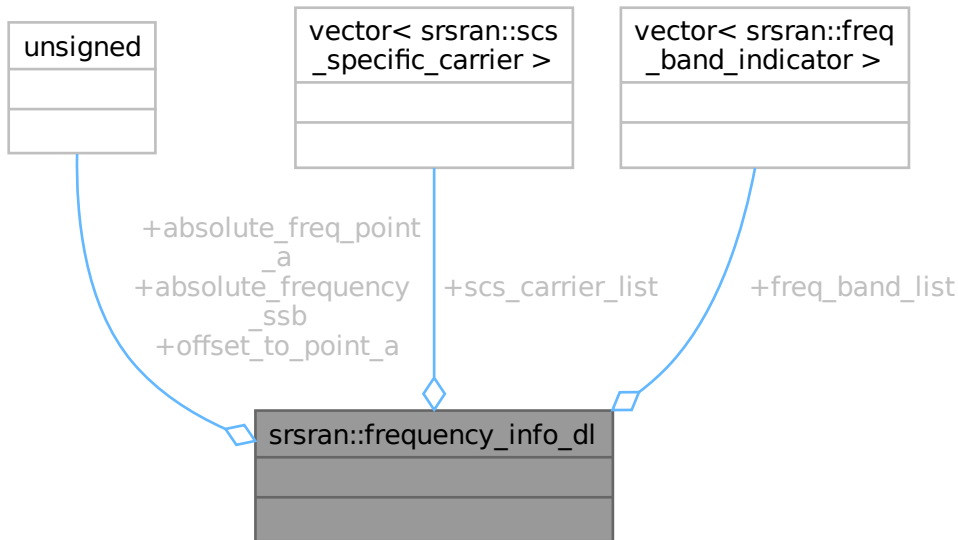 unsigned
vector< srsran::scs
_specific_carrier >
vector< srsran::freq
_band_indicator >
+absolute_freq_point
_a
+absolute_frequency
_ssb
+offset_to_point_a
+scs_carrier_list
+freq_band_list
srsran::frequency_info_dl